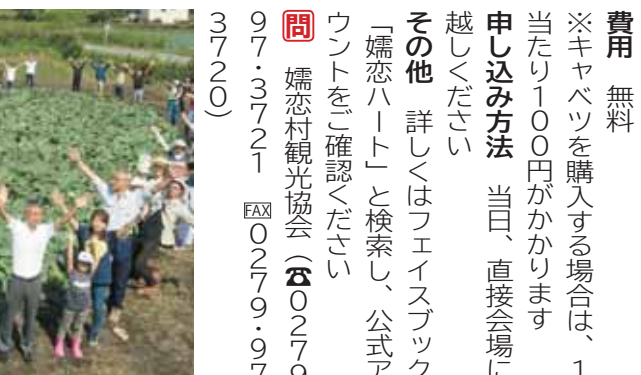 費用　無料
※キャベツを購入する場合は、１
当たり１００円がかかります
申し込み方法　当日、直接会場に
越しください
その他　詳しくはフェイスブック
「嬬恋ハート」と検索し、公式ア
ウントをご確認ください
問　嬬恋村観光協会（☎０２７９
９７・３７２１　FAX０２７９・９７
３７２０）